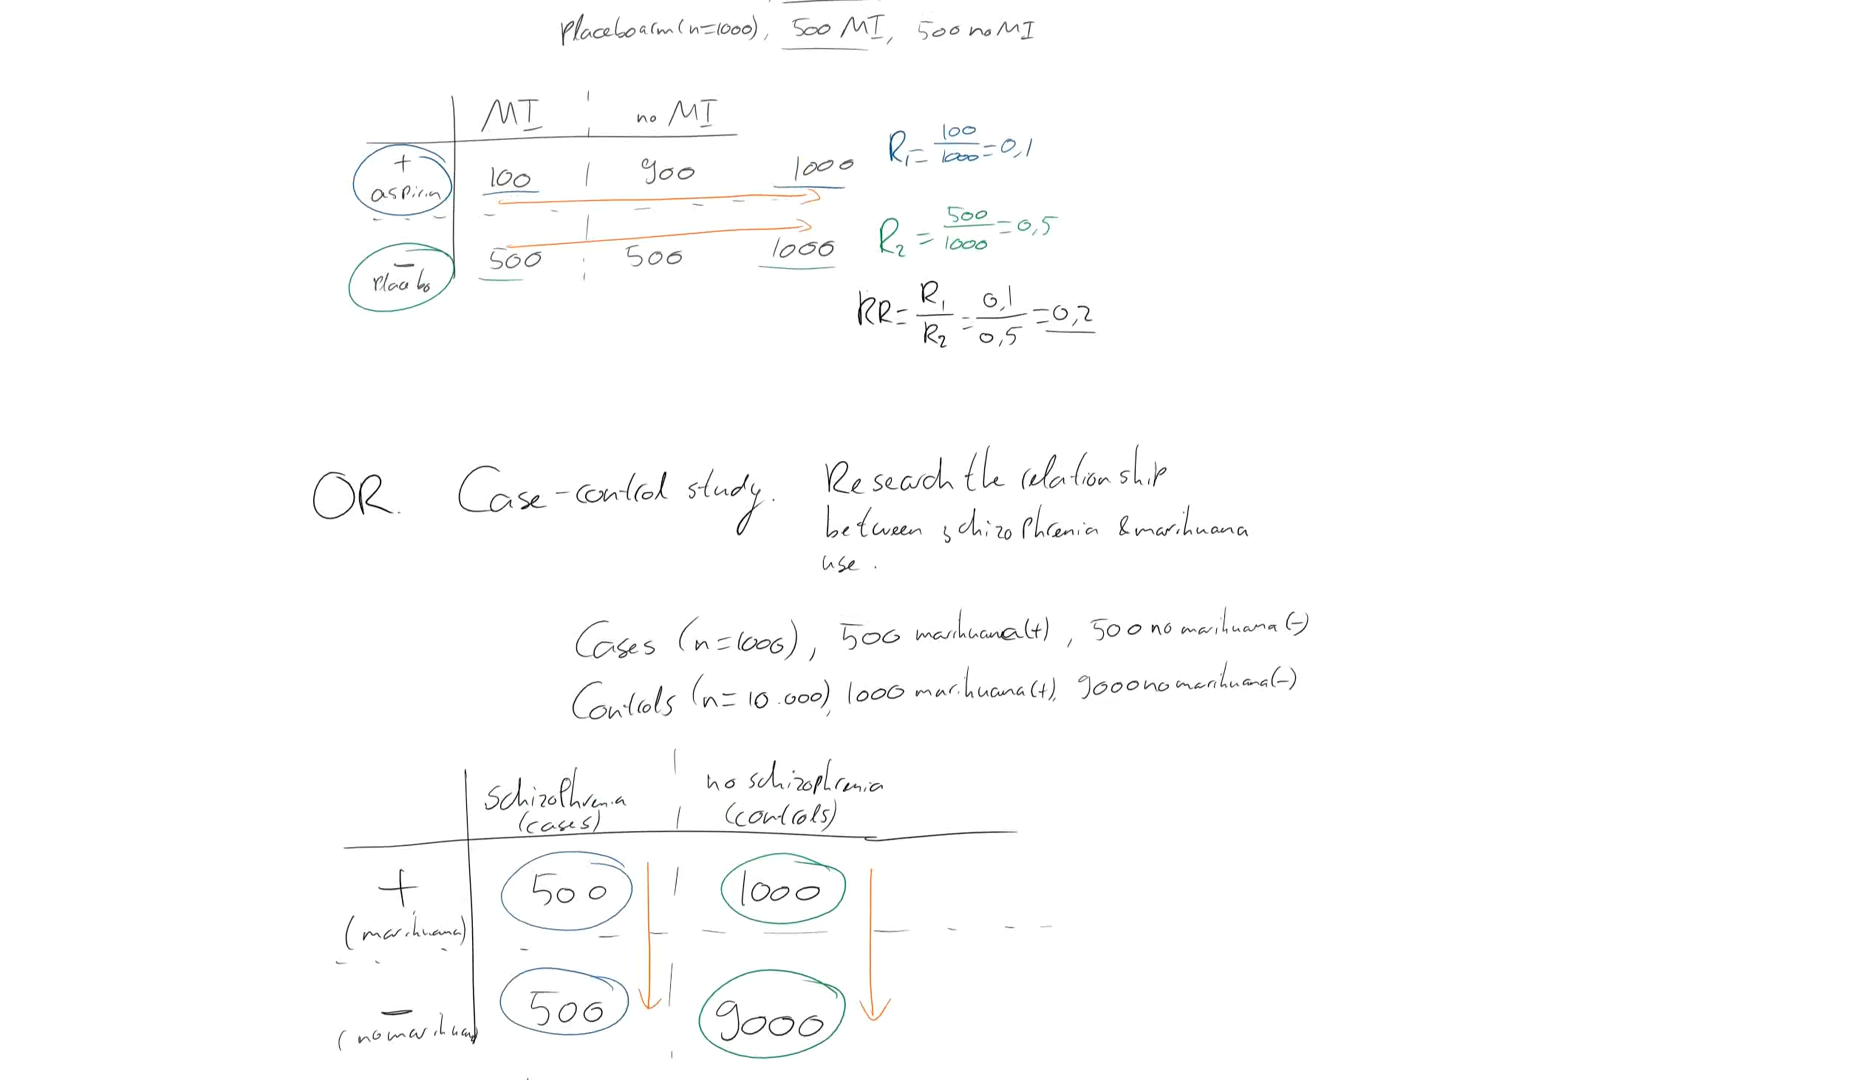 placeboarm (n=1000), 500 MI, 500 no MI
MI no MI
+ aspirin 100 900 1000 R1 = 100/1000 = 0,1
- placebo 500 500 1000 R2 = 500/1000 = 0,5
RR = R1/R2 = 0,1/0,5 = 0,2
OR. Case-control study. Research the relationship
between schizophrenia & marihuana
use.
Cases (n=1000), 500 marihuana(+), 500 no marihuana (-)
Controls (n=10.000), 1000 marihuana(+), 9000 no marihuana(-)
schizophrenia no schizophrenia
(cases) (controls)
+ 500 1000
(marihuana)
- 500 9000
(no marihuana)